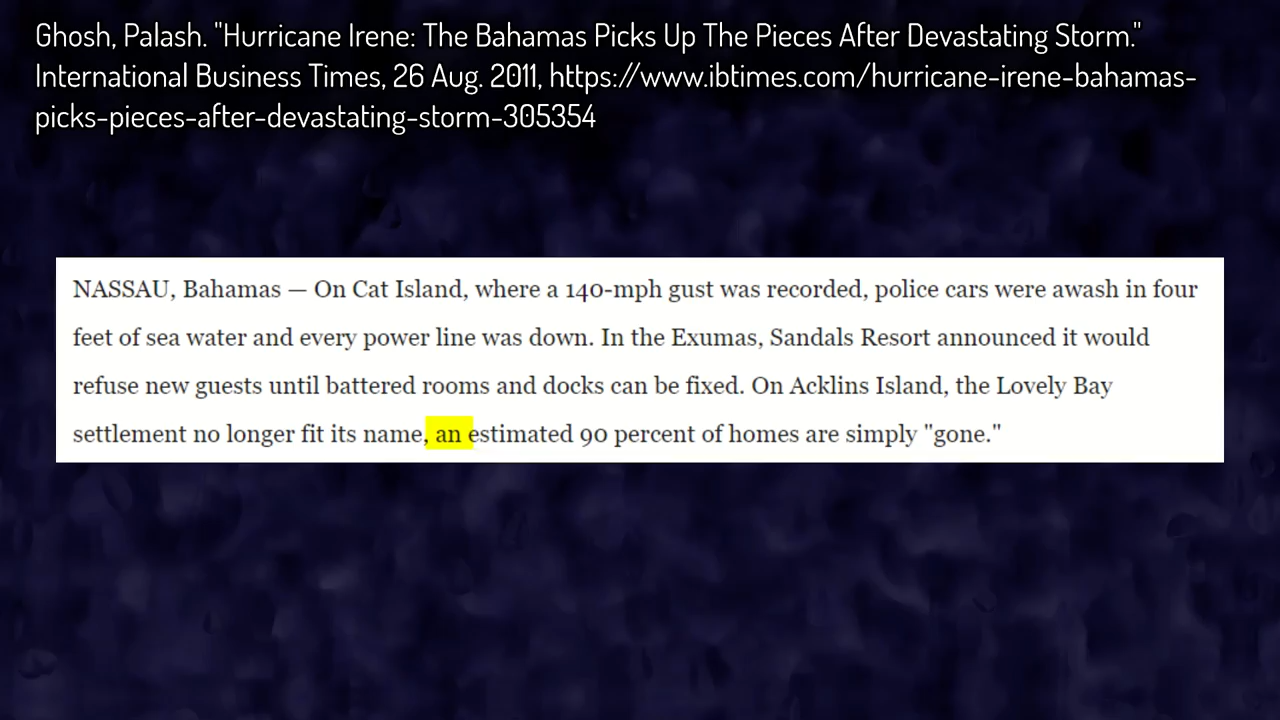 Ghosh, Palash. "Hurricane Irene: The Bahamas Picks Up The Pieces After Devastating Storm."
International Business Times, 26 Aug. 2011, https://www.ibtimes.com/hurricane-irene-bahamas-
picks-pieces-after-devastating-storm-305354
NASSAU, Bahamas — On Cat Island, where a 140-mph gust was recorded, police cars were awash in four
feet of sea water and every power line was down. In the Exumas, Sandals Resort announced it would
refuse new guests until battered rooms and docks can be fixed. On Acklins Island, the Lovely Bay
settlement no longer fit its name, an estimated 90 percent of homes are simply "gone."